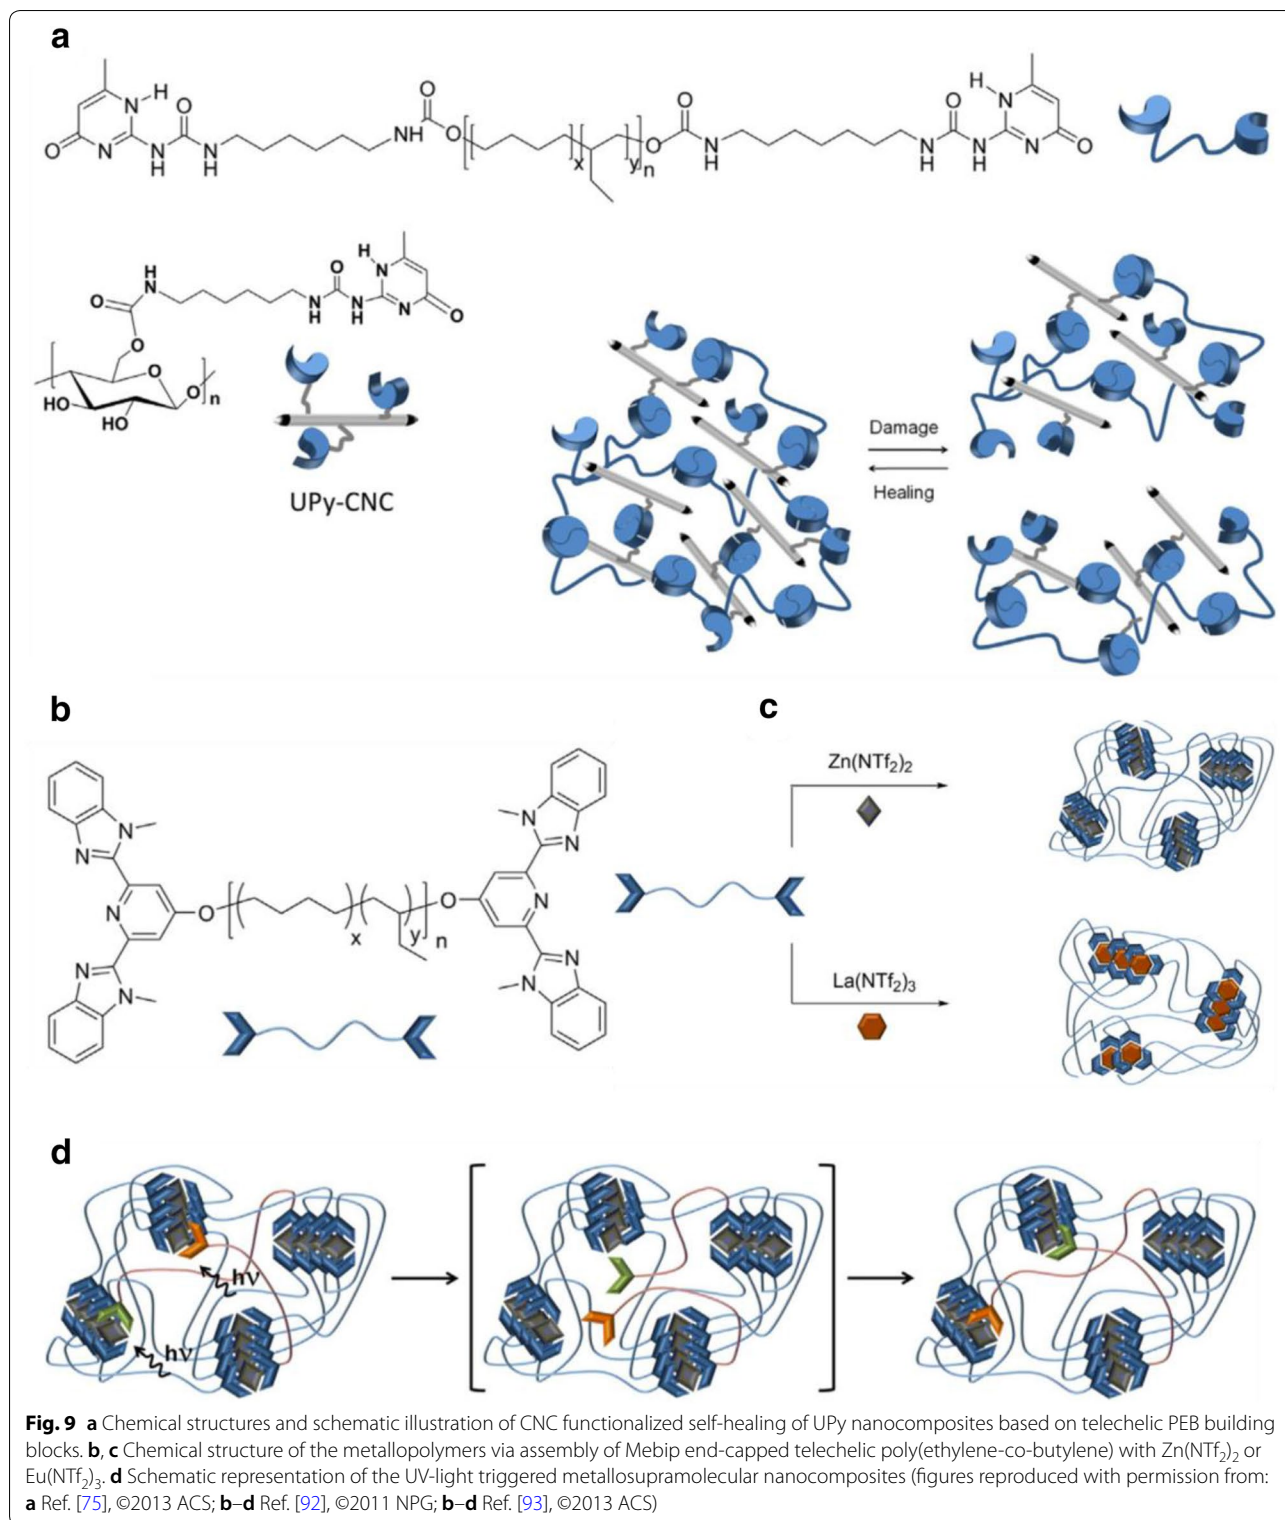 a
H
N
O
N
N
H
O
N
H
NH
O
O
x
y
n
O
O
N
H
O
N
H
N
H
H
N
N
O
H
N
O
O
H
N
O
N
H
N
H
N
O
O
HO
HO
O
O
n
UPy-CNC
Damage
Healing
b
N
N
N
N
N
O
x
y
n
O
N
N
N
N
N
c
Zn(NTf₂)₂
La(NTf₂)₃
d
hν
hν
Fig. 9 a Chemical structures and schematic illustration of CNC functionalized self-healing of UPy nanocomposites based on telechelic PEB building
blocks. b, c Chemical structure of the metallopolymers via assembly of Mebip end-capped telechelic poly(ethylene-co-butylene) with Zn(NTf₂)₂ or
Eu(NTf₂)₃. d Schematic representation of the UV-light triggered metallosupramolecular nanocomposites (figures reproduced with permission from:
a Ref. [75], ©2013 ACS; b–d Ref. [92], ©2011 NPG; b–d Ref. [93], ©2013 ACS)